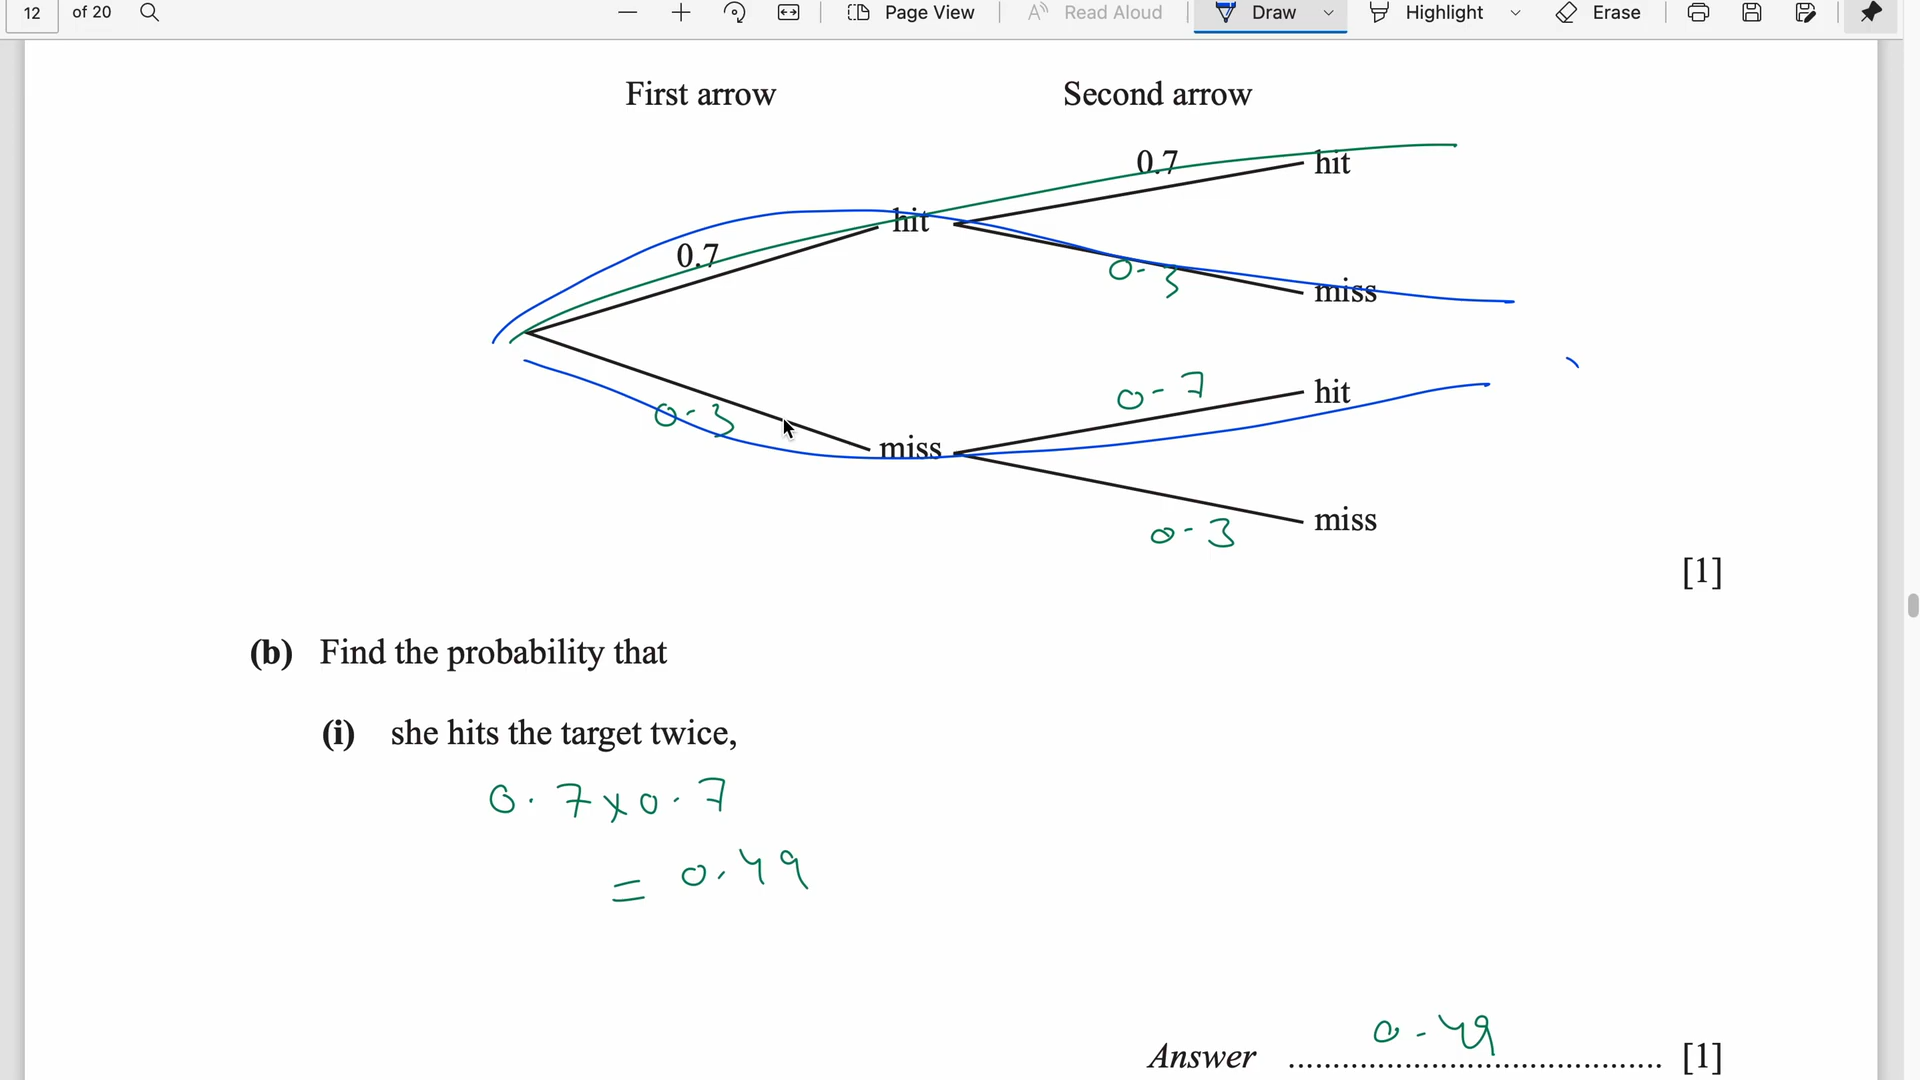 12 of 20 Page View Read Aloud Draw Highlight Erase
First arrow Second arrow
0.7 hit
hit
0.7
0.3 miss
0.7 hit
0.3
miss
0.3 miss
[1]
(b) Find the probability that
(i) she hits the target twice,
0.7x0.7
= 0.49
0.49
Answer ........................................ [1]